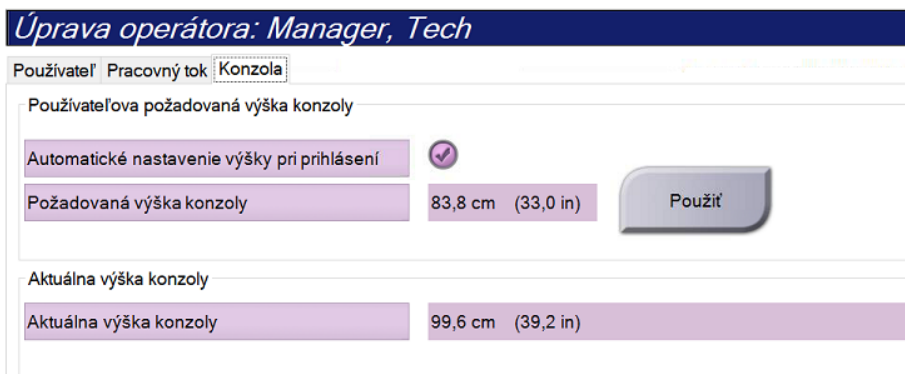 Úprava operátora: Manager, Tech
Používateľ Pracovný tok Konzola
Používateľova požadovaná výška konzoly
Automatické nastavenie výšky pri prihlásení
Požadovaná výška konzoly 83,8 cm (33,0 in) Použiť
Aktuálna výška konzoly
Aktuálna výška konzoly 99,6 cm (39,2 in)